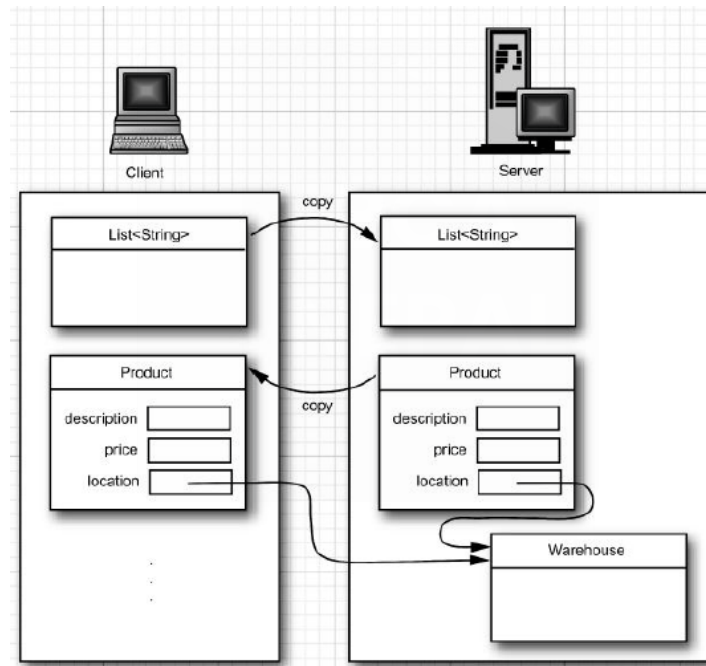 Client
Server
copy
List<String>
List<String>
Product
Product
copy
description
description
price
price
location
location
Warehouse